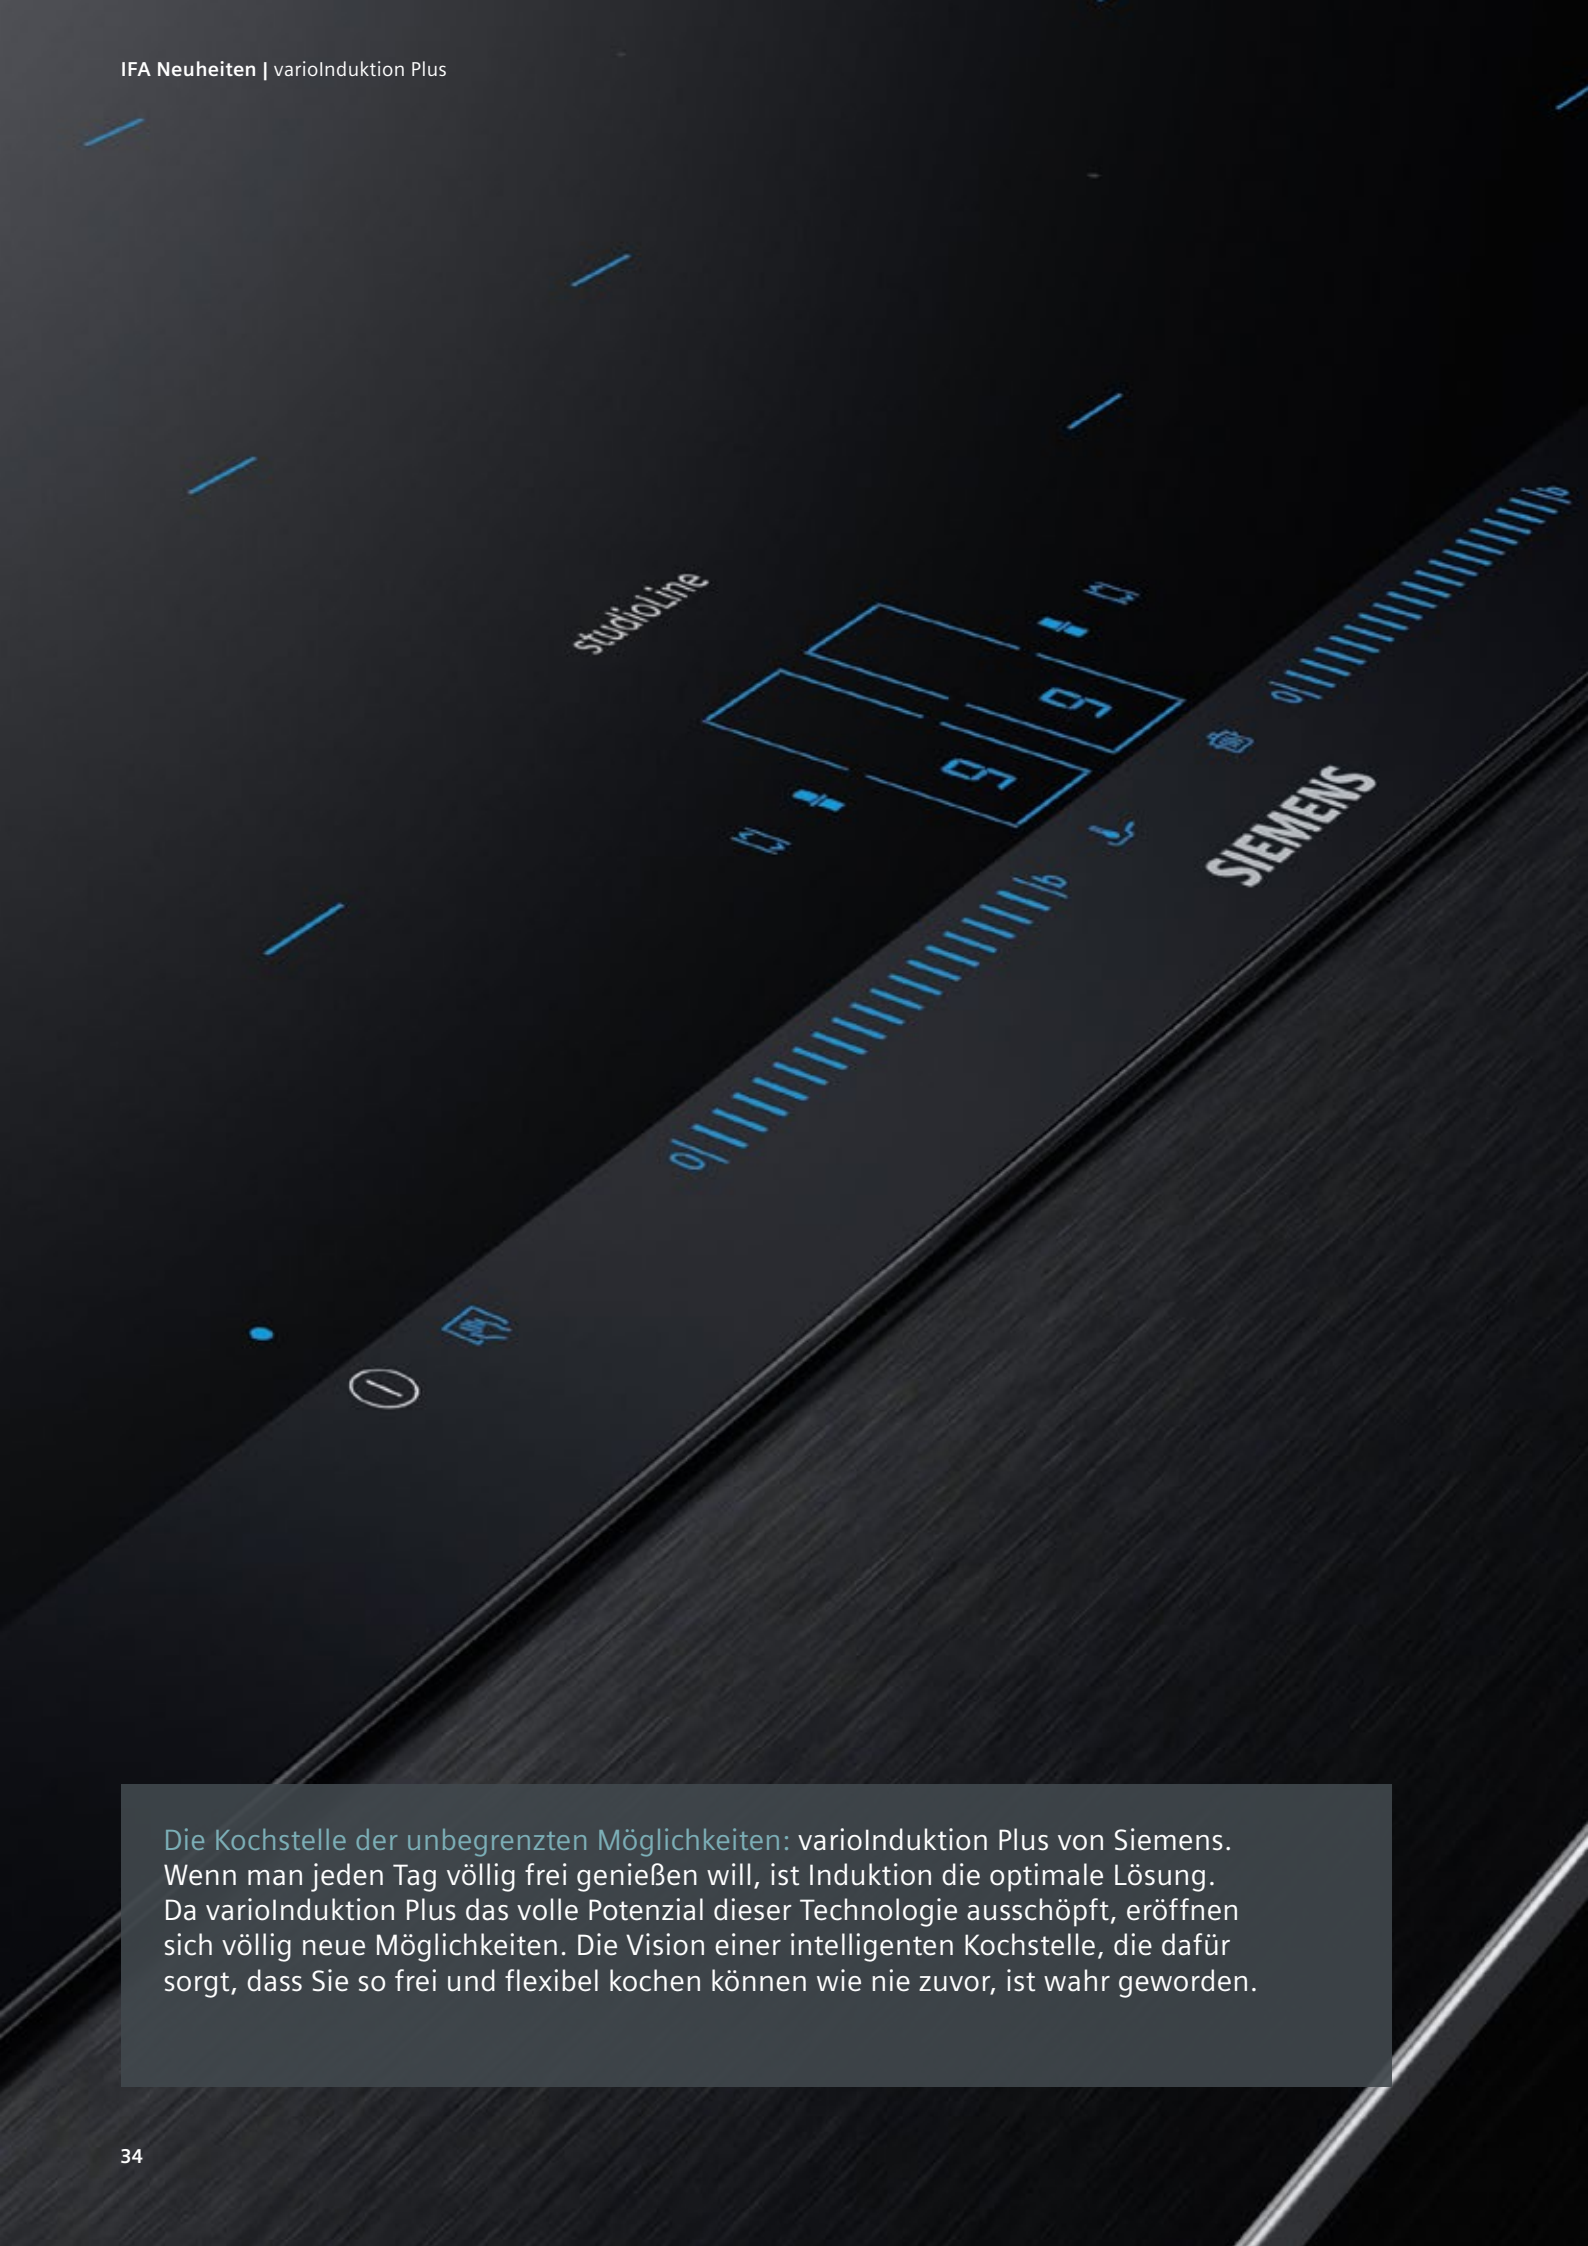 IFA Neuheiten | varioInduktion Plus
studioLine
9
9
0
b
0
b
SIEMENS
Die Kochstelle der unbegrenzten Möglichkeiten: varioInduktion Plus von Siemens.
Wenn man jeden Tag völlig frei genießen will, ist Induktion die optimale Lösung.
Da varioInduktion Plus das volle Potenzial dieser Technologie ausschöpft, eröffnen
sich völlig neue Möglichkeiten. Die Vision einer intelligenten Kochstelle, die dafür
sorgt, dass Sie so frei und flexibel kochen können wie nie zuvor, ist wahr geworden.
34